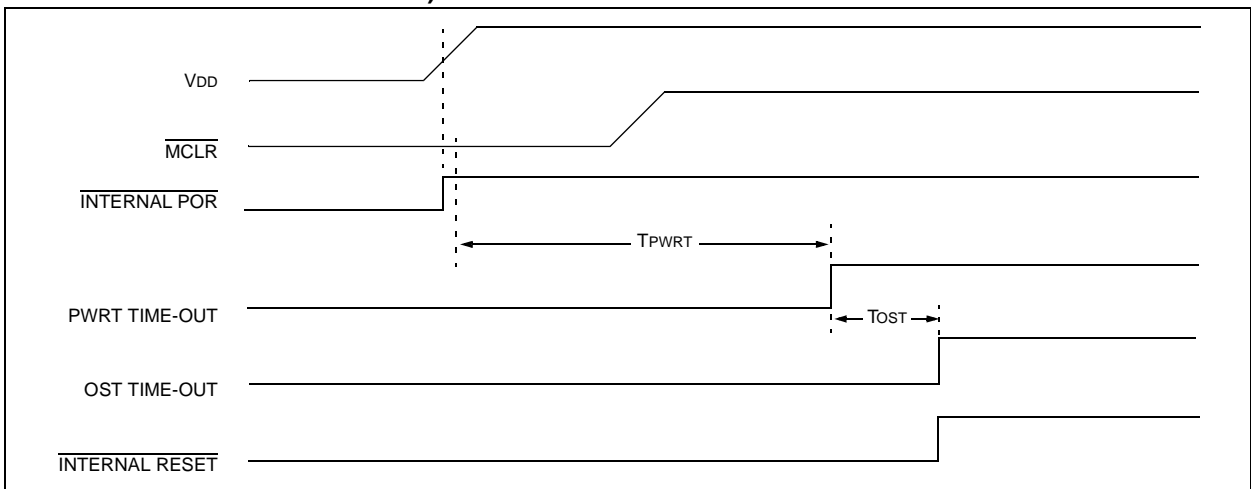 VDD
MCLR
INTERNAL POR
TPWRT
PWRT TIME-OUT
TOST
OST TIME-OUT
INTERNAL RESET